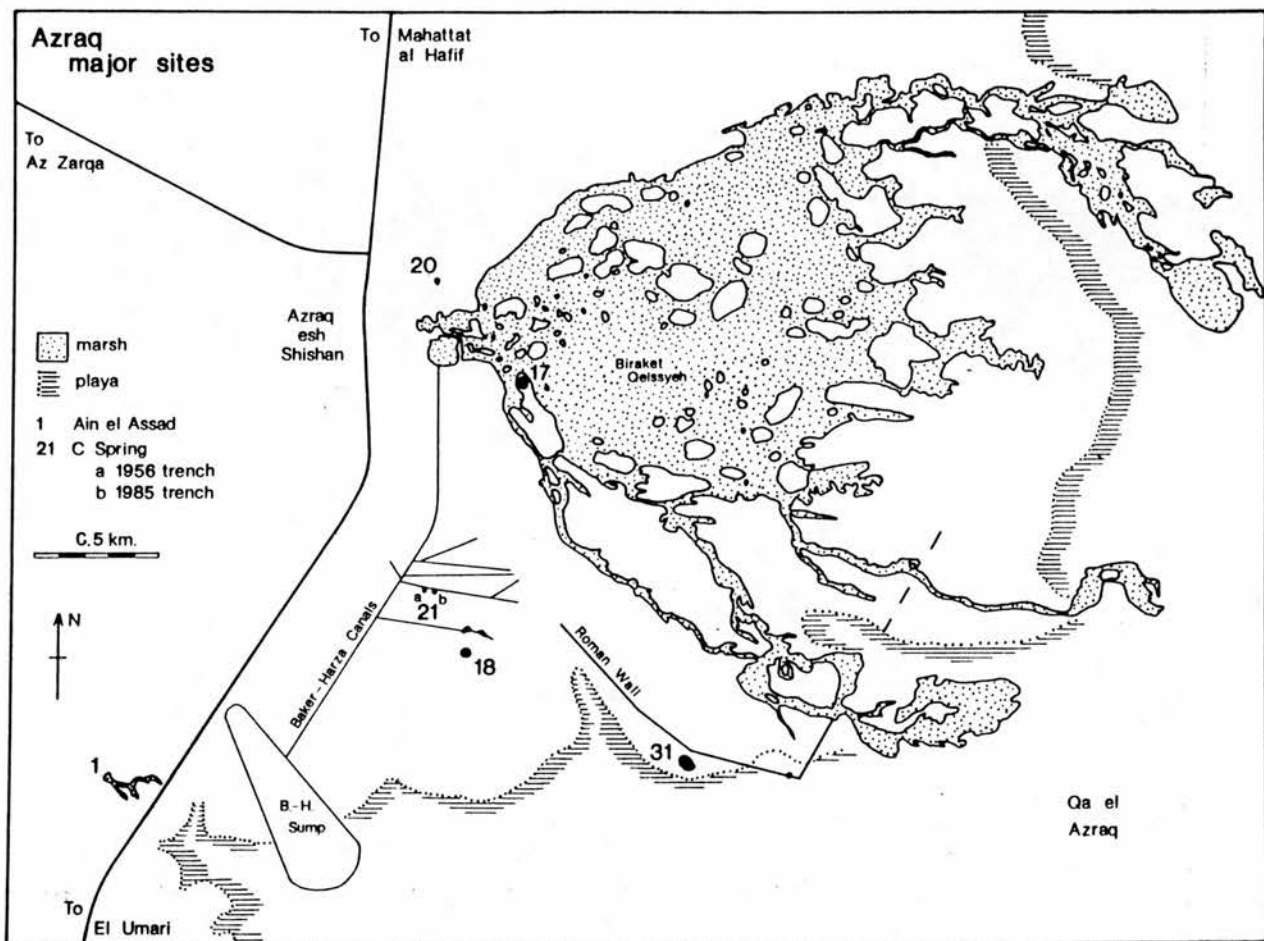 Azraq
major sites
To
Mahattat
al Hafif
To
Az Zarqa
20
Azraq
esh
Shishan
marsh
playa
1 Ain el Assad
21 C Spring
a 1956 trench
b 1985 trench
C.5 km.
N
17
Biraket
Qeissyeh
a b
21
18
Baker-Harza Canals
Roman Wall
31
1
B.-H.
Sump
Qa el
Azraq
To
El Umari